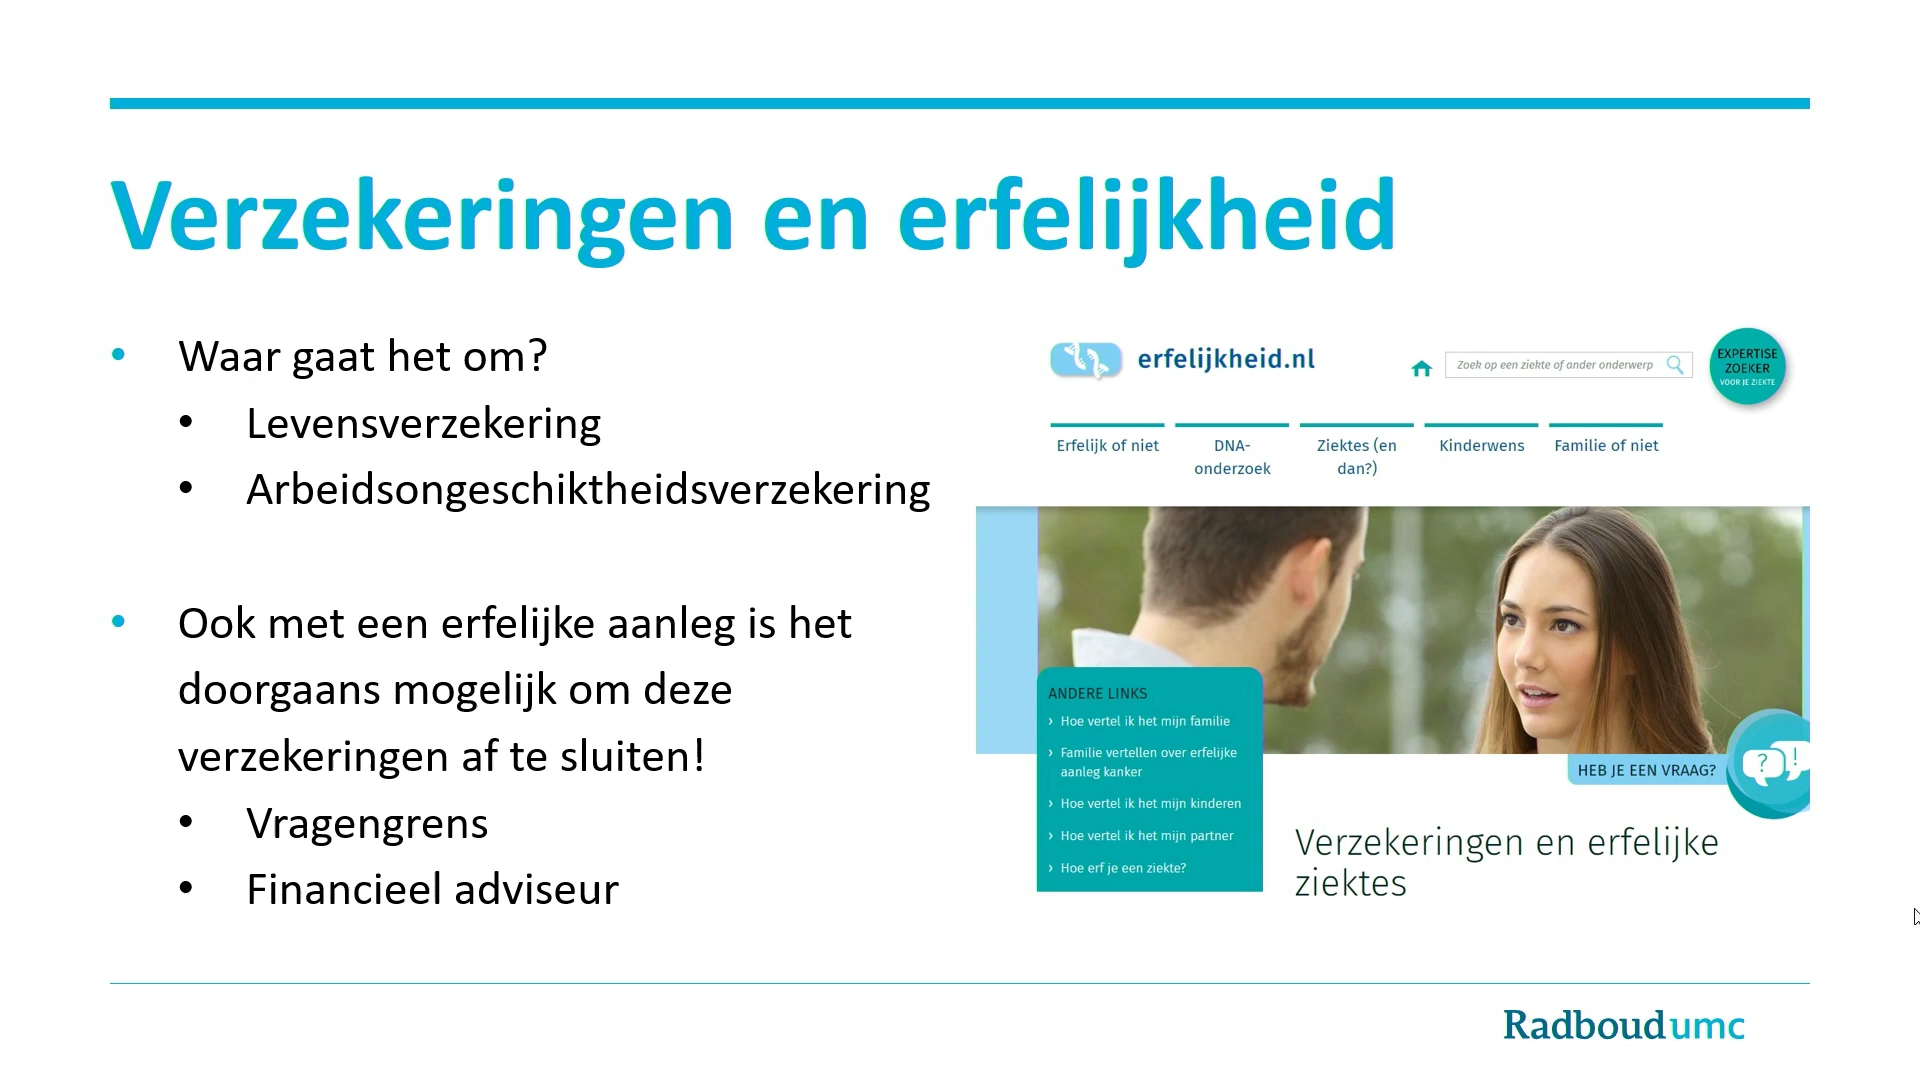 Verzekeringen en erfelijkheid
• Waar gaat het om?
• Levensverzekering
• Arbeidsongeschiktheidsverzekering
• Ook met een erfelijke aanleg is het
doorgaans mogelijk om deze
verzekeringen af te sluiten!
• Vragengrens
• Financieel adviseur
erfelijkheid.nl
Zoek op een ziekte of ander onderwerp
EXPERTISE
ZOEKER
VOOR JE ZIEKTE
Erfelijk of niet
DNA-
onderzoek
Ziektes (en
dan?)
Kinderwens
Familie of niet
ANDERE LINKS
› Hoe vertel ik het mijn familie
› Familie vertellen over erfelijke
aanleg kanker
› Hoe vertel ik het mijn kinderen
› Hoe vertel ik het mijn partner
› Hoe erf je een ziekte?
HEB JE EEN VRAAG?
? !
Verzekeringen en erfelijke
ziektes
Radboudumc